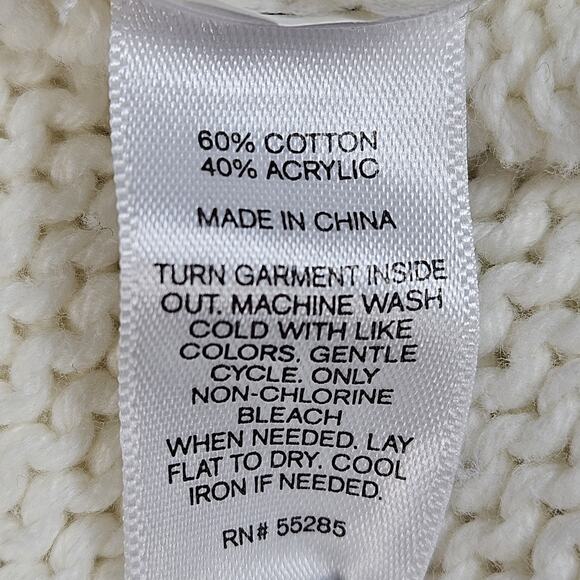 60% COTTON
40% ACRYLIC
MADE IN CHINA
TURN GARMENT INSIDE
OUT. MACHINE WASH
COLD WITH LIKE
COLORS. GENTLE
CYCLE. ONLY
NON-CHLORINE
BLEACH
WHEN NEEDED. LAY
FLAT TO DRY. COOL
IRON IF NEEDED.
RN# 55285